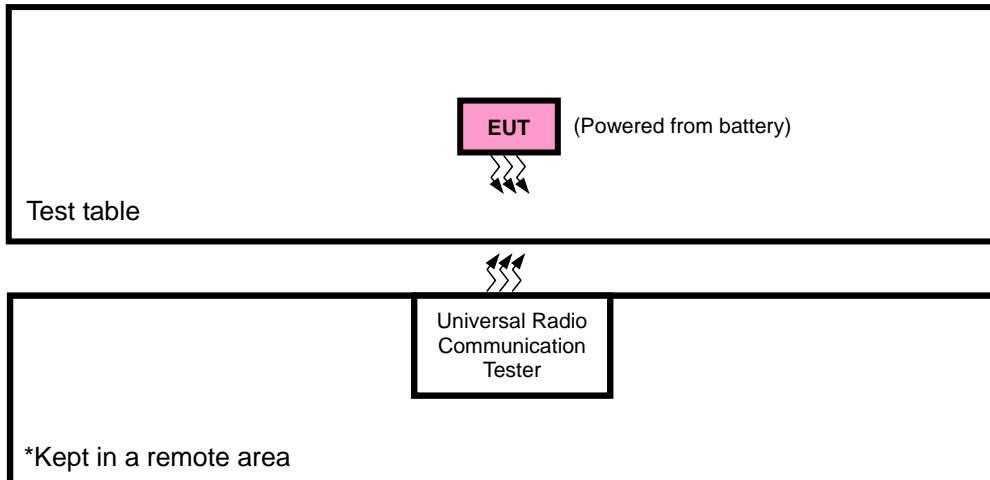 EUT
(Powered from battery)
Test table
Universal Radio
Communication
Tester
*Kept in a remote area